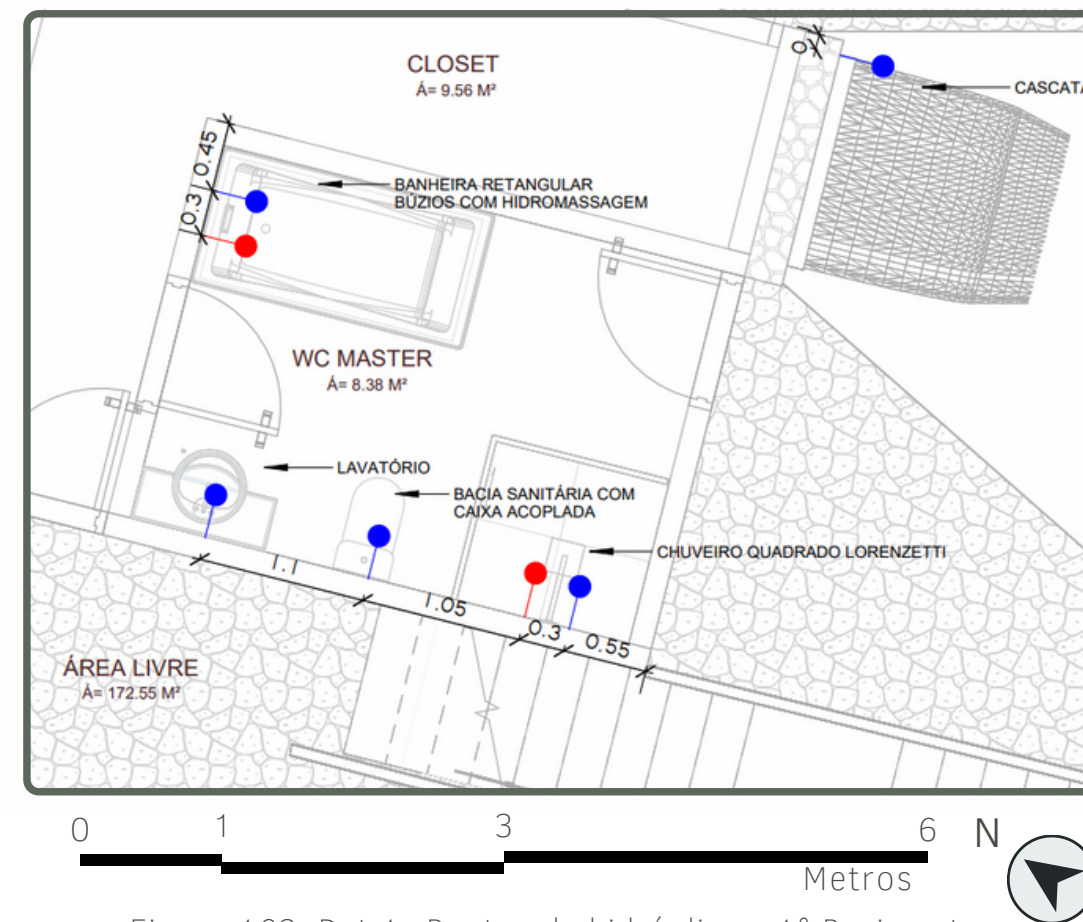 CLOSET
Á= 9.56 M²
0.
CASCATA
0.45
0.3
BANHEIRA RETANGULAR
BÚZIOS COM HIDROMASSAGEM
WC MASTER
Á= 8.38 M²
LAVATÓRIO
BACIA SANITÁRIA COM
CAIXA ACOPLADA
CHUVEIRO QUADRADO LORENZETTI
1.1
1.05
0.3
0.55
ÁREA LIVRE
Á= 172.55 M²
0 1 3 6 N
Metros